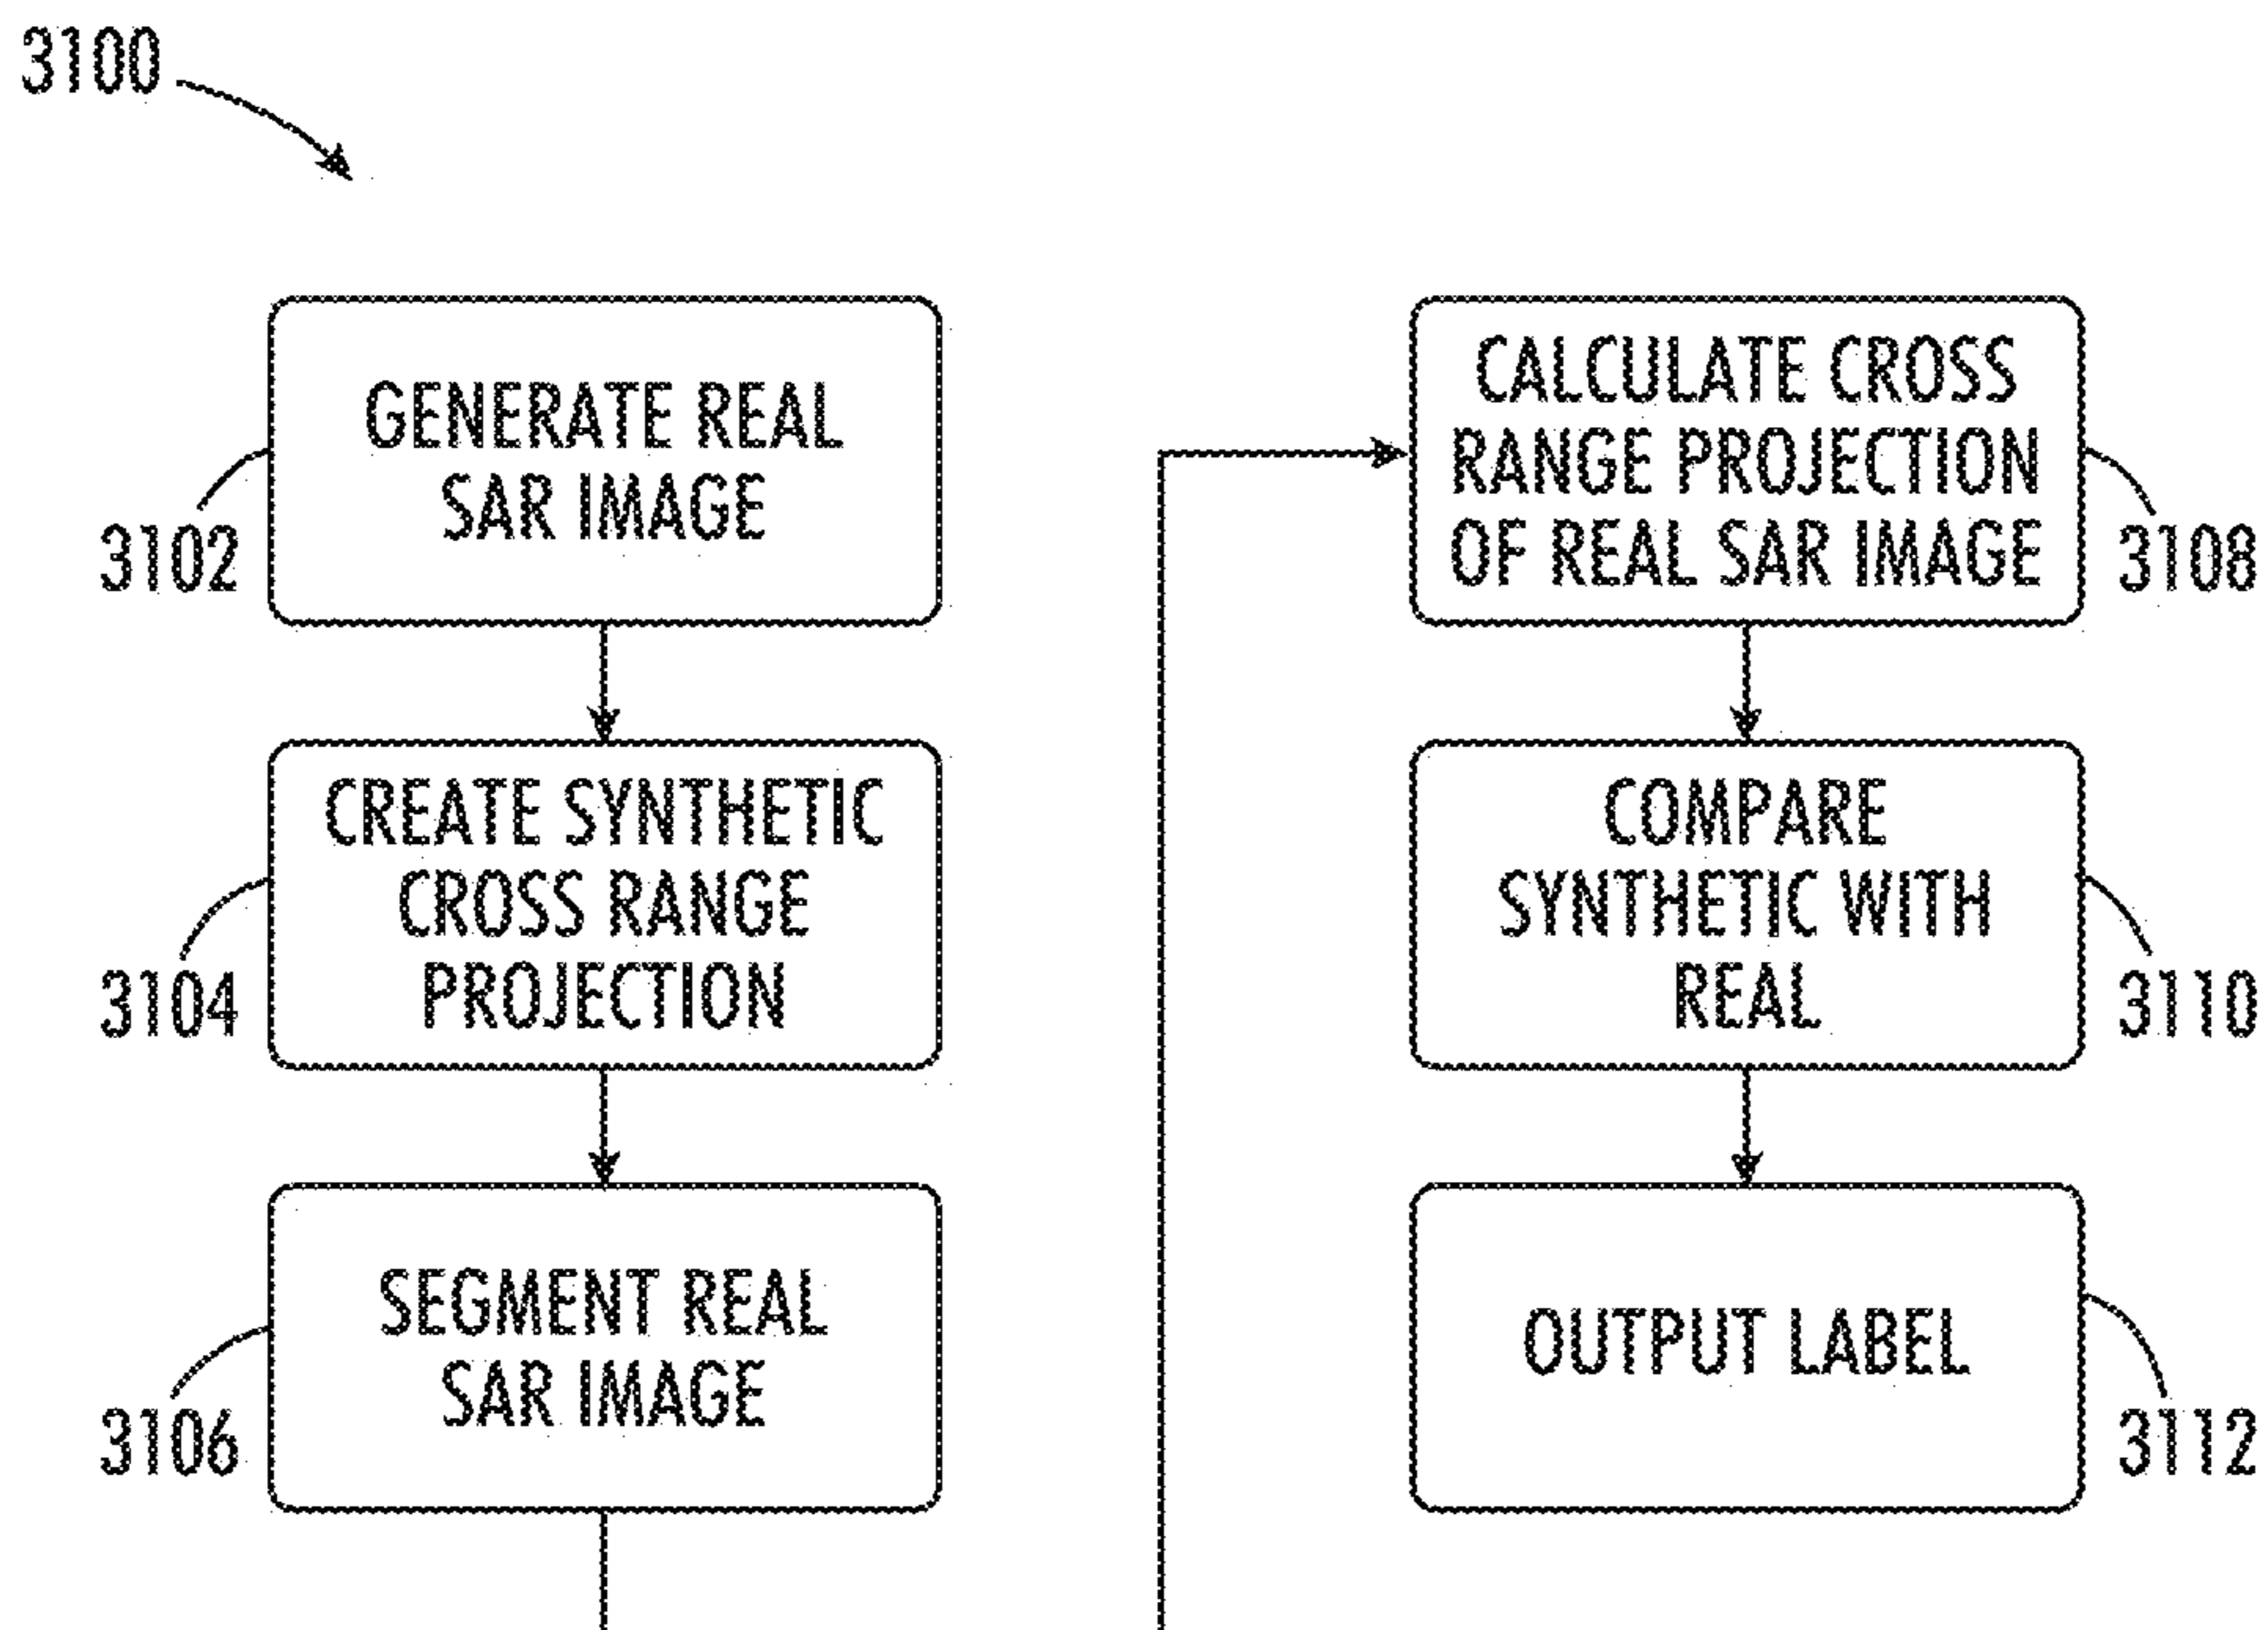 3100
GENERATE REAL
SAR IMAGE
3102
CREATE SYNTHETIC
CROSS RANGE
PROJECTION
3104
SEGMENT REAL
SAR IMAGE
3106
CALCULATE CROSS
RANGE PROJECTION
OF REAL SAR IMAGE
3108
COMPARE
SYNTHETIC WITH
REAL
3110
OUTPUT LABEL
3112